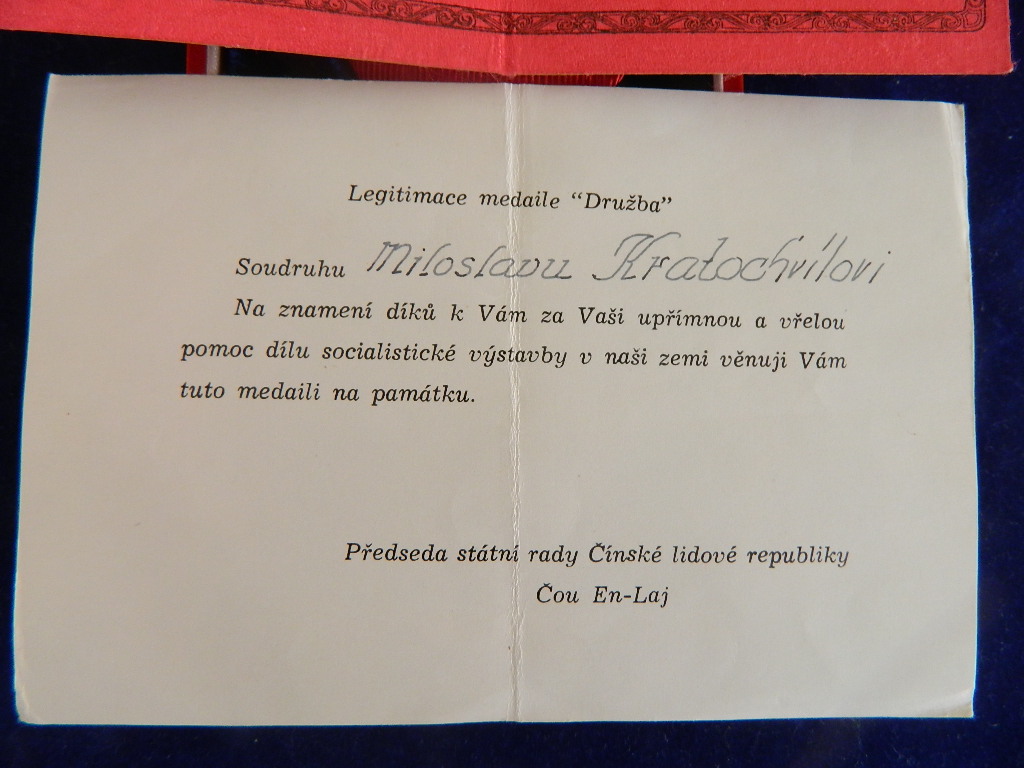 Legitimace medaile “Družba”
Soudruhu Miloslavu Kratochvílovi
Na znamení díků k Vám za Vaši upřímnou a vřelou
pomoc dílu socialistické výstavby v naši zemi věnuji Vám
tuto medaili na památku.
Předseda státní rady Čínské lidové republiky
Čou En-Laj